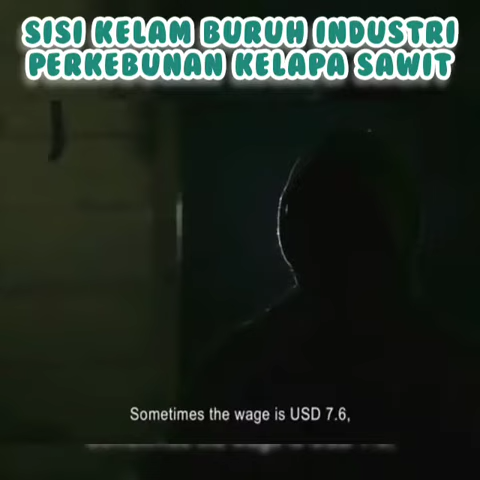 SISI KELAM BURUH INDUSTRI
PERKEBUNAN KELAPA SAWIT
Sometimes the wage is USD 7.6,